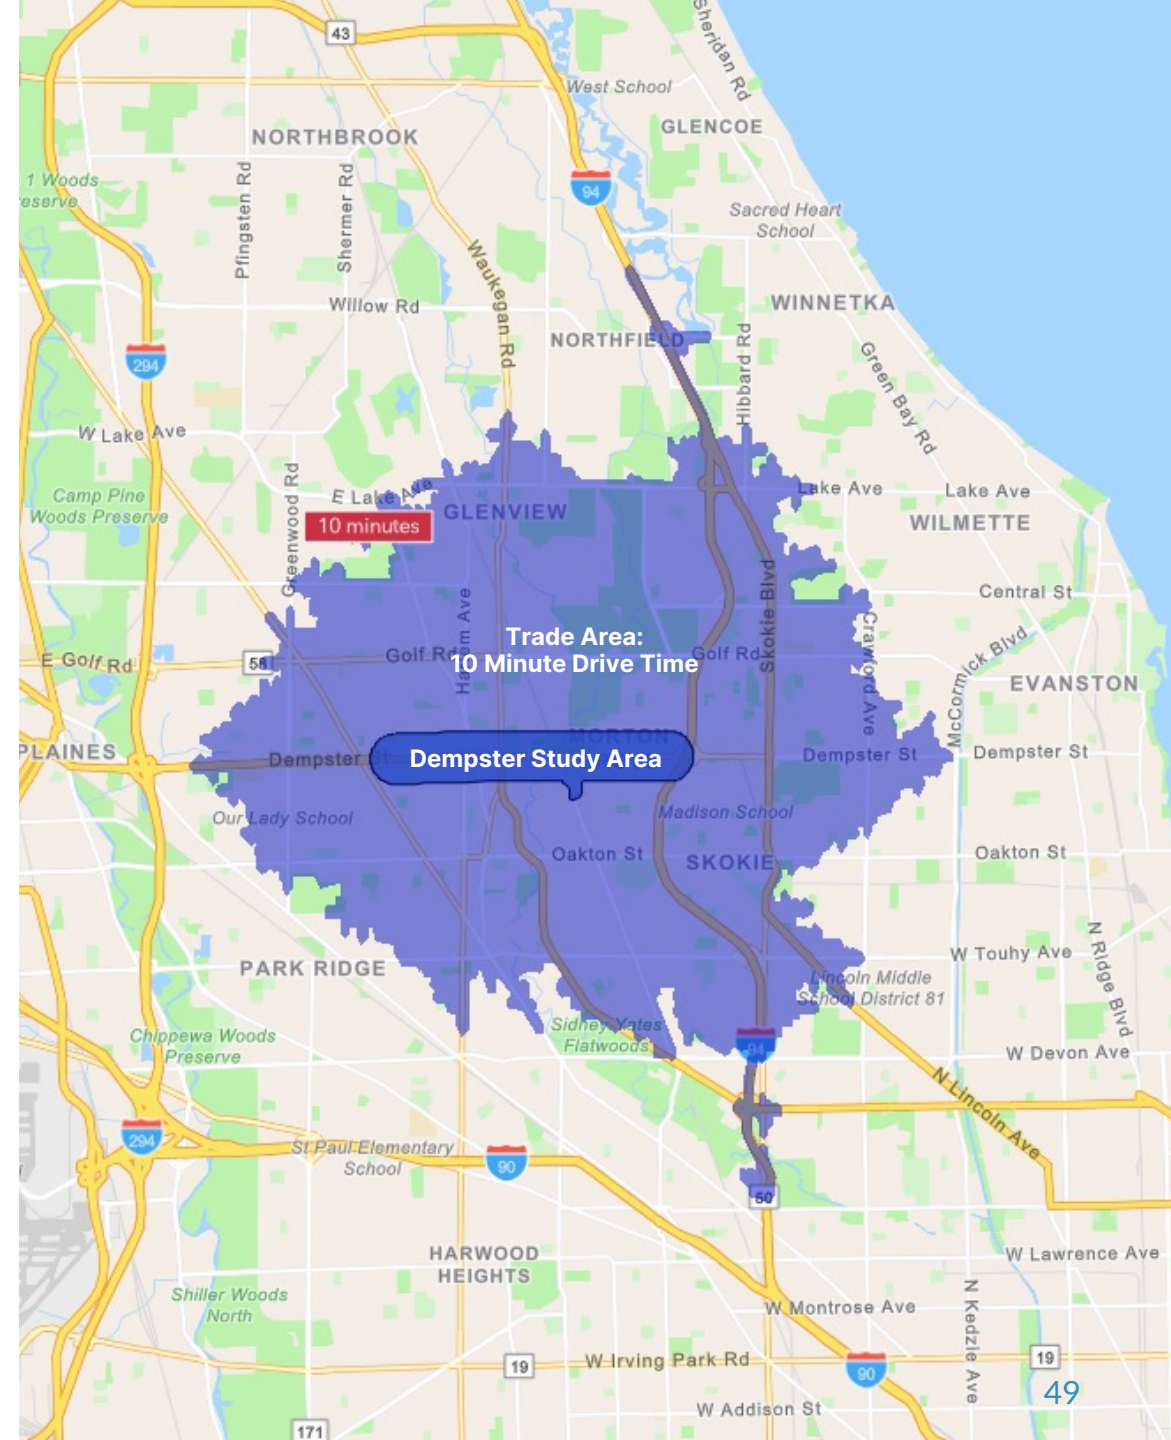 Sheridan Rd
43
West School
GLENCOE
NORTHBROOK
1 Woods
94
Pfingsten Rd
Shermer Rd
Sacred Heart
School
Waukegan Rd
Willow Rd
WINNETKA
NORTHFIELD
Hibbard Rd
294
Green Bay Rd
W Lake Ave
Greenwood Rd
E Lake Ave
Lake Ave
Lake Ave
Camp Pine
Woods Preserve
GLENVIEW
10 minutes
WILMETTE
Central St
Skokie Blvd
Trade Area:
10 Minute Drive Time
Crawford Ave
McCormick Blvd
E Golf Rd
58
Golf Rd
Golf Rd
EVANSTON
MORTON
PLAINES
Dempster St
Dempster Study Area
Dempster St
Dempster St
Our Lady School
Madison School
Oakton St
SKOKIE
Oakton St
N Ridge Blvd
W Touhy Ave
PARK RIDGE
Lincoln Middle
School District 81
Sidney Yates
Flatwoods
Chippewa Woods
Preserve
94
W Devon Ave
N Lincoln Ave
294
St Paul Elementary
School
90
50
HARWOOD
HEIGHTS
W Lawrence Ave
Shiller Woods
North
N Kedzie Ave
W Montrose Ave
19
W Irving Park Rd
90
19
49
W Addison St
171